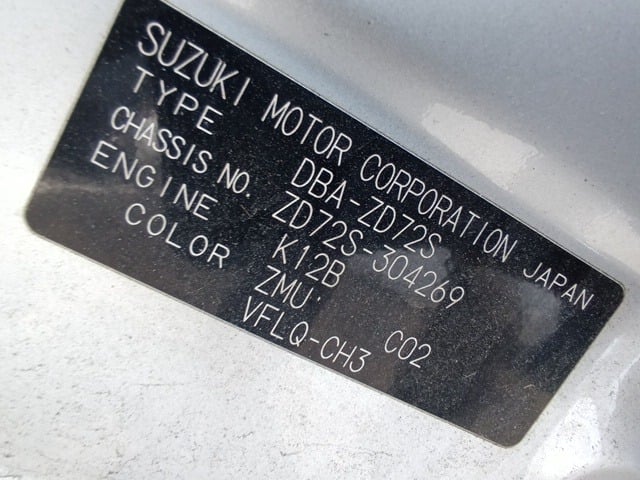 SUZUKI MOTOR CORPORATION JAPAN
TYPE DBA-ZD72S
CHASSIS NO. ZD72S-304269
ENGINE K12B
COLOR ZMU C02
VFLQ-CH3